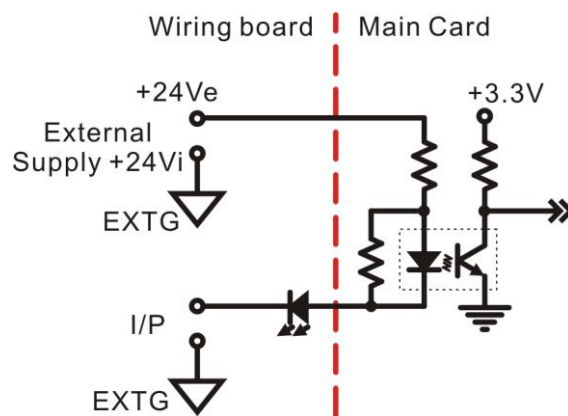 Wiring board
Main Card
+24Ve
+3.3V
External
Supply +24Vi
EXTG
I/P
EXTG